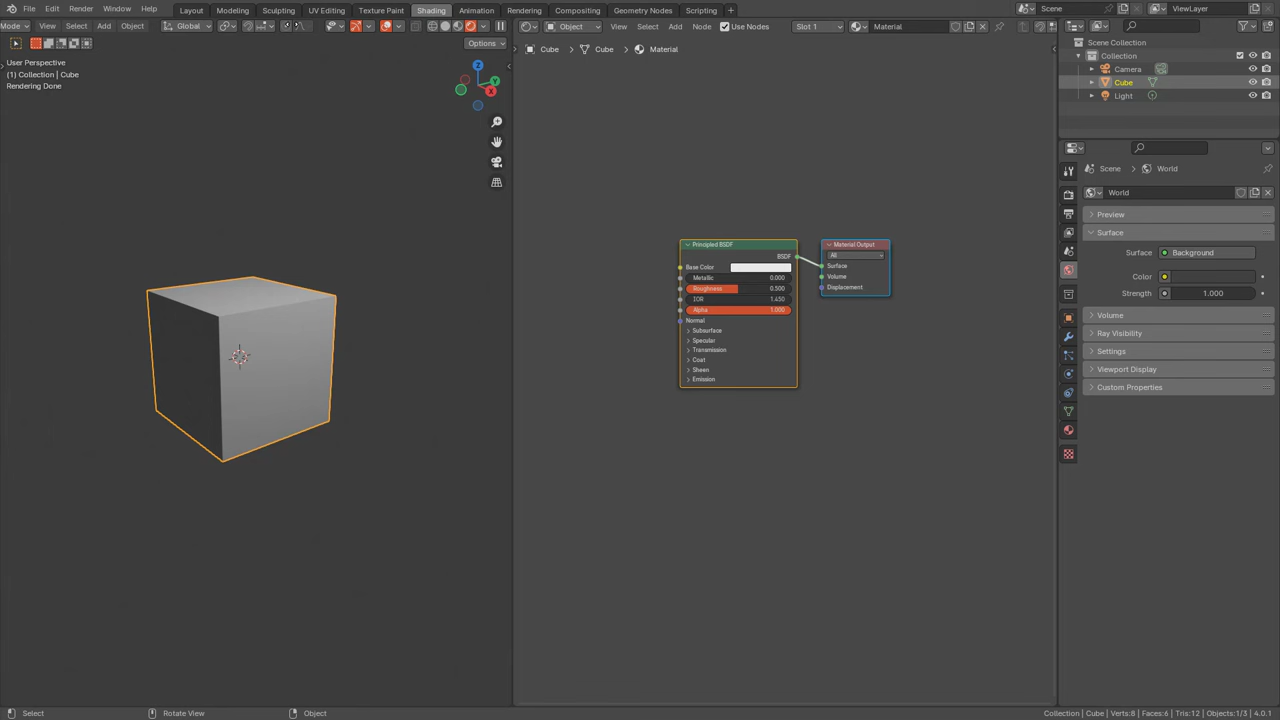 File Edit Render Window Help Layout Modeling Sculpting UV Editing Texture Paint Shading Animation Rendering Compositing Geometry Nodes Scripting Scene ViewLayer
Mode View Select Add Object Global Object View Select Add Node Use Nodes Slot 1 Material
Options
User Perspective
(1) Collection | Cube
Rendering Done
Z
Y
X
Cube Cube Material
Principled BSDF
BSDF
Base Color
Metallic 0.000
Roughness 0.500
IOR 1.450
Alpha 1.000
Normal
Subsurface
Specular
Transmission
Coat
Sheen
Emission
Material Output
All
Surface
Volume
Displacement
Scene Collection
Collection
Camera
Cube
Light
Scene World
World
Preview
Surface
Surface Background
Color
Strength 1.000
Volume
Ray Visibility
Settings
Viewport Display
Custom Properties
Select Rotate View Object Collection | Cube | Verts:8 | Faces:6 | Tris:12 | Objects:1/3 | 4.0.1